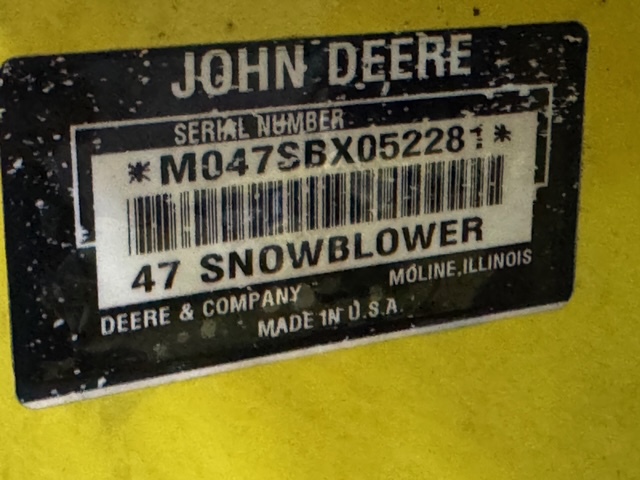 JOHN DEERE
SERIAL NUMBER
*M047SBX052281*
47 SNOWBLOWER
DEERE & COMPANY MOLINE, ILLINOIS
MADE IN U.S.A.